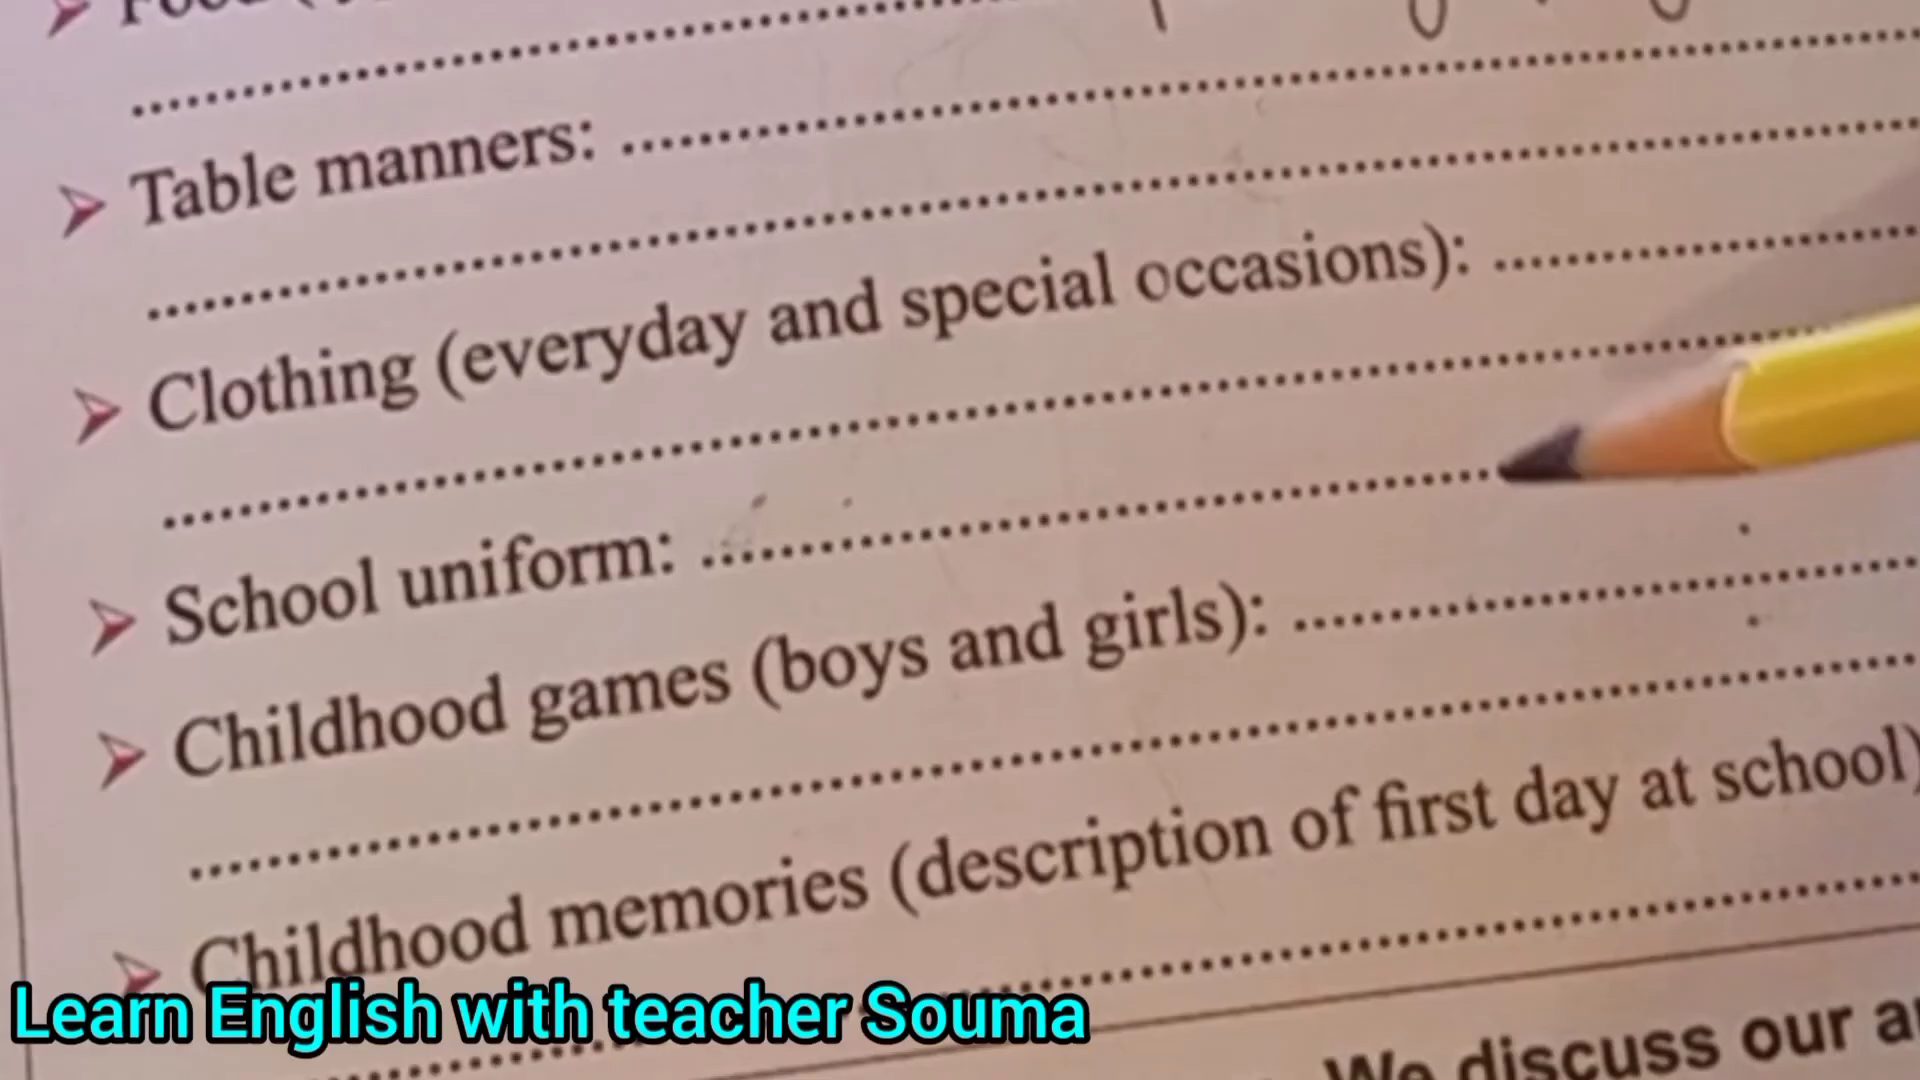 Table manners:
Clothing (everyday and special occasions):
School uniform:
Childhood games (boys and girls):
Childhood memories (description of first day at school)
Learn English with teacher Souma
We discuss our